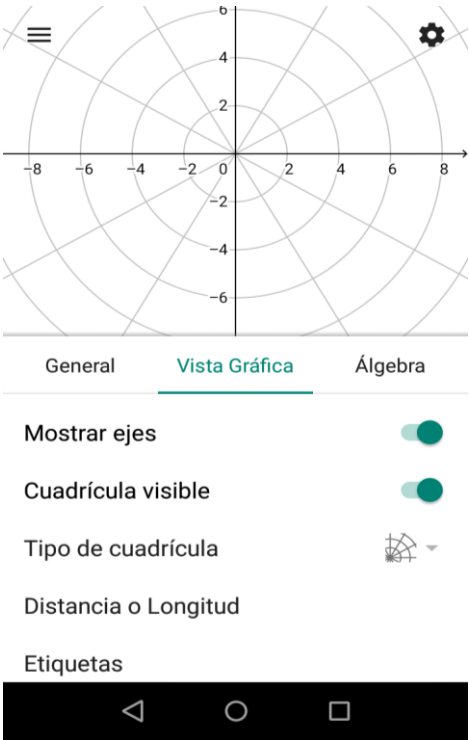 6
4
2
−8 −6 −4 −2 0 2 4 6 8
−2
−4
−6
General Vista Gráfica Álgebra
Mostrar ejes
Cuadrícula visible
Tipo de cuadrícula
Distancia o Longitud
Etiquetas